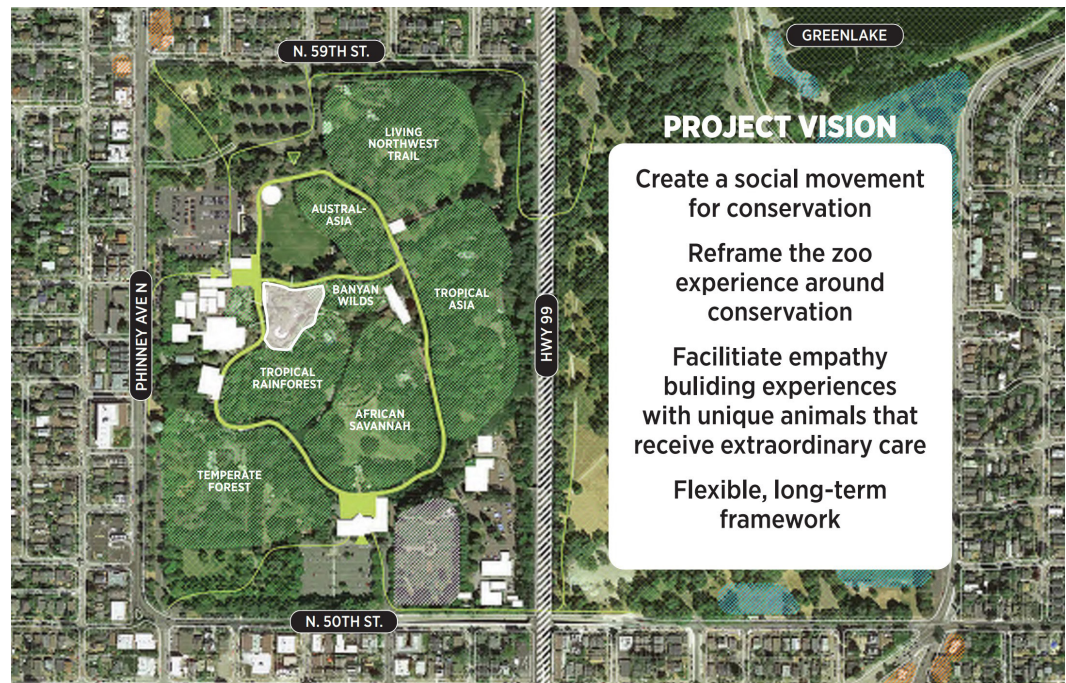 N. 59TH ST.
GREENLAKE
LIVING
NORTHWEST
TRAIL
AUSTRAL-
ASIA
BANYAN
WILDS
TROPICAL
ASIA
TROPICAL
RAINFOREST
AFRICAN
SAVANNAH
TEMPERATE
FOREST
PHINNEY AVE N
HWY 99
N. 50TH ST.
PROJECT VISION
Create a social movement
for conservation
Reframe the zoo
experience around
conservation
Facilitiate empathy
buliding experiences
with unique animals that
receive extraordinary care
Flexible, long-term
framework